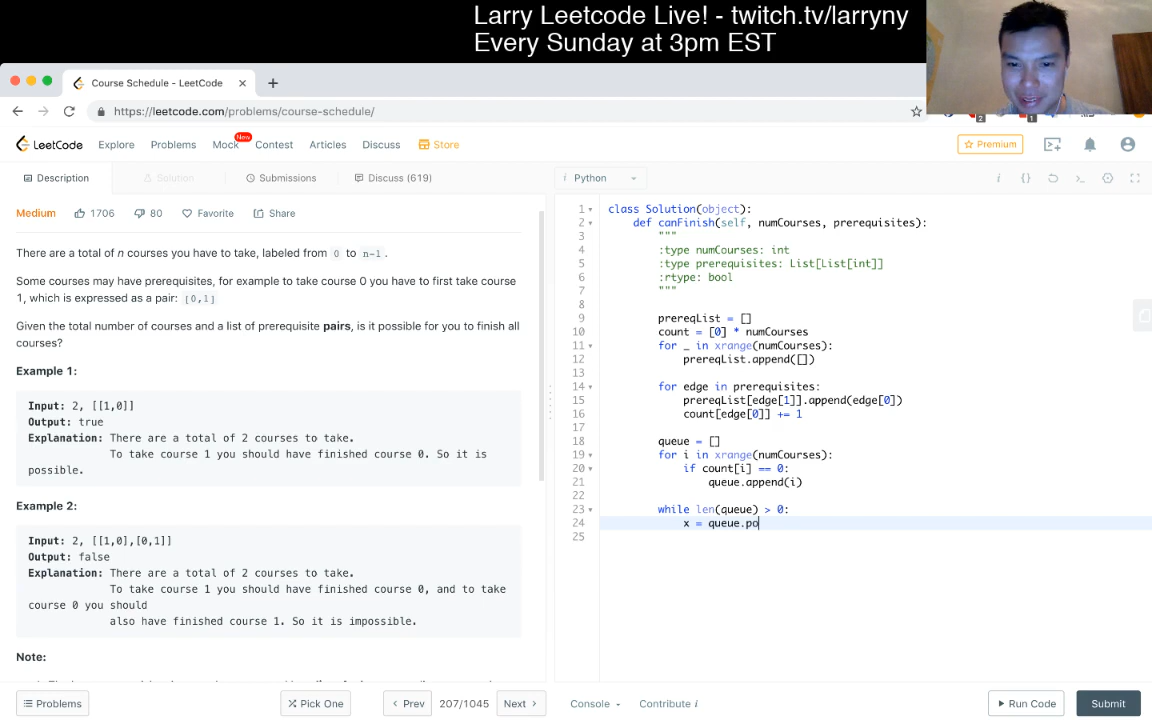 Larry Leetcode Live! - twitch.tv/larryny
Every Sunday at 3pm EST
Course Schedule - LeetCode
https://leetcode.com/problems/course-schedule/
2
1
LeetCode
Explore
Problems
Mock
New
Contest
Articles
Discuss
Store
Premium
Description
Solution
Submissions
Discuss (619)
i Python
Medium
1706
80
Favorite
Share
There are a total of n courses you have to take, labeled from 0 to n-1.
Some courses may have prerequisites, for example to take course 0 you have to first take course
1, which is expressed as a pair: [0,1]
Given the total number of courses and a list of prerequisite pairs, is it possible for you to finish all
courses?
Example 1:
Input: 2, [[1,0]]
Output: true
Explanation: There are a total of 2 courses to take.
To take course 1 you should have finished course 0. So it is
possible.
Example 2:
Input: 2, [[1,0],[0,1]]
Output: false
Explanation: There are a total of 2 courses to take.
To take course 1 you should have finished course 0, and to take
course 0 you should
also have finished course 1. So it is impossible.
Note:
1 class Solution(object):
2 def canFinish(self, numCourses, prerequisites):
3 """
4 :type numCourses: int
5 :type prerequisites: List[List[int]]
6 :rtype: bool
7 """
8
9 prereqList = []
10 count = [0] * numCourses
11 for _ in xrange(numCourses):
12 prereqList.append([])
13
14 for edge in prerequisites:
15 prereqList[edge[1]].append(edge[0])
16 count[edge[0]] += 1
17
18 queue = []
19 for i in xrange(numCourses):
20 if count[i] == 0:
21 queue.append(i)
22
23 while len(queue) > 0:
24 x = queue.po
25
Problems
Pick One
Prev
207/1045
Next
Console
Contribute i
Run Code
Submit